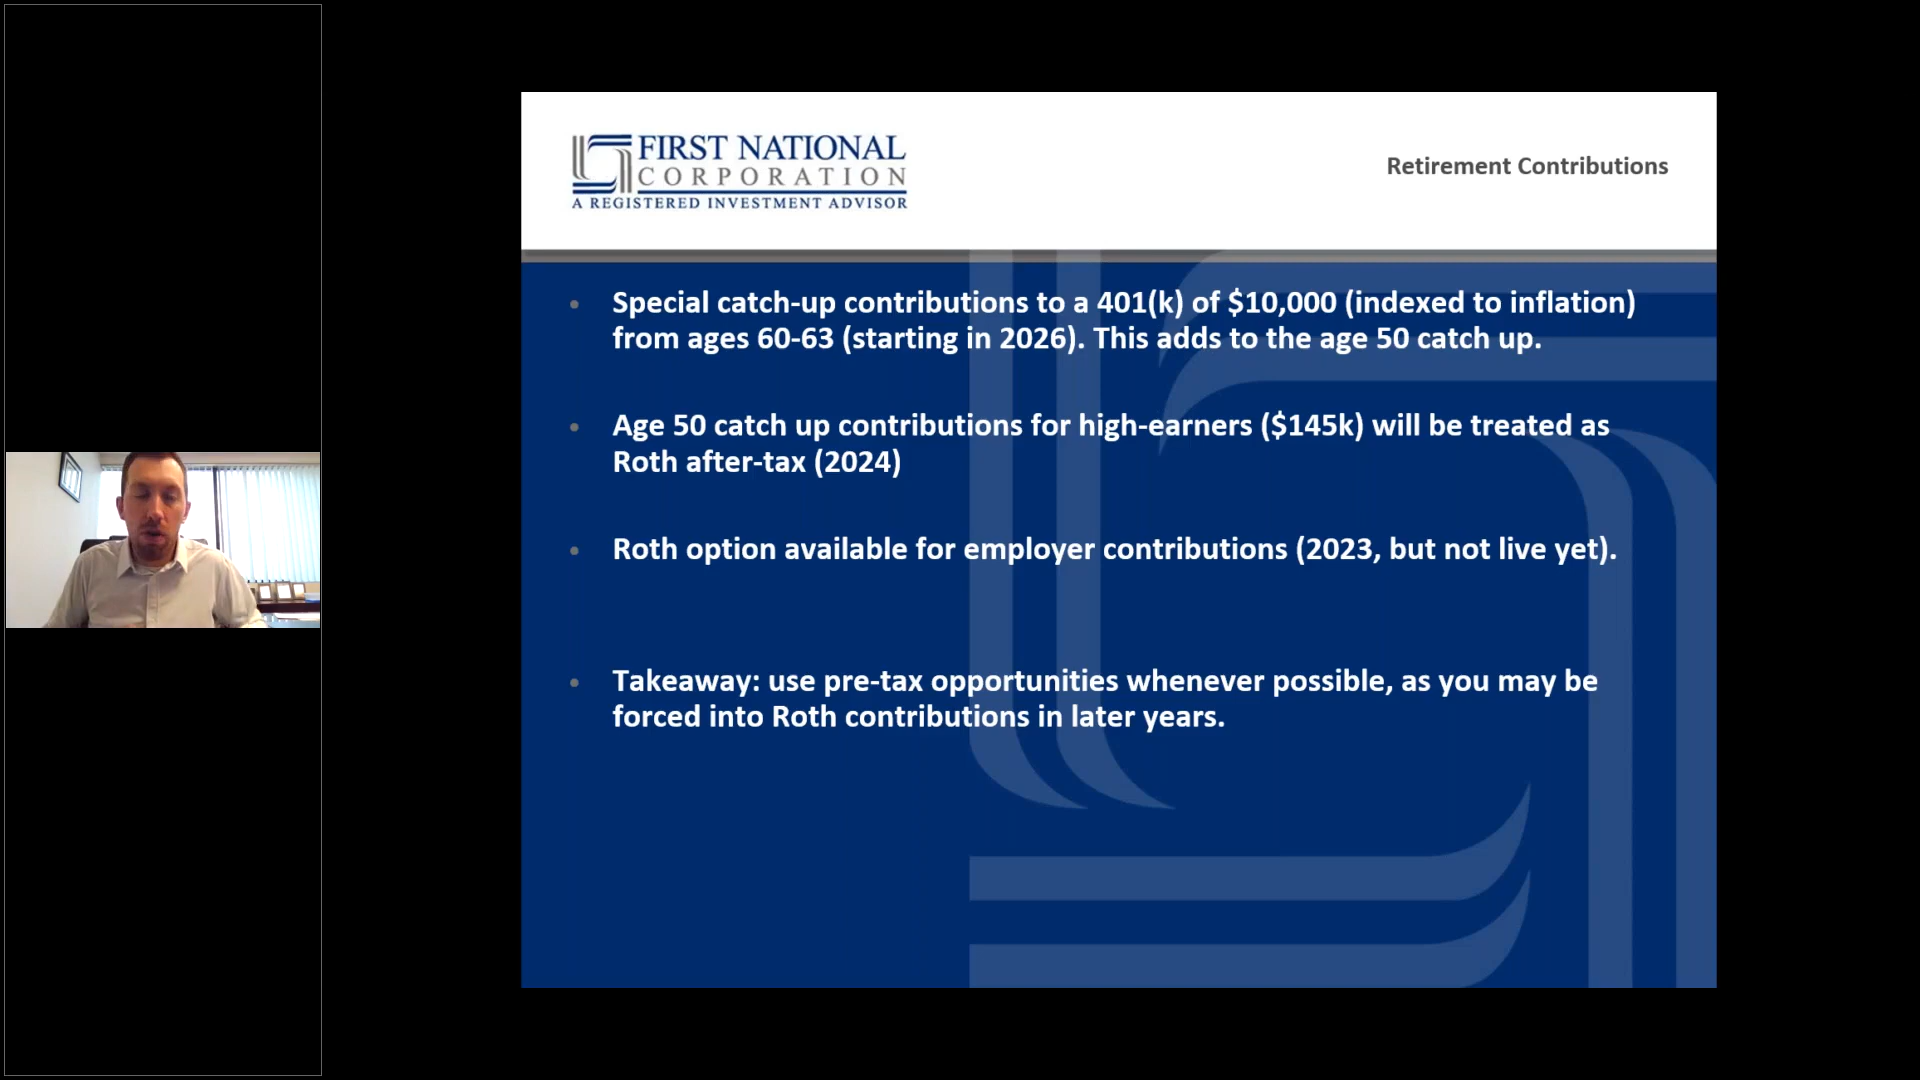 FIRST NATIONAL
CORPORATION
A REGISTERED INVESTMENT ADVISOR
Retirement Contributions
• Special catch-up contributions to a 401(k) of $10,000 (indexed to inflation)
from ages 60-63 (starting in 2026). This adds to the age 50 catch up.
• Age 50 catch up contributions for high-earners ($145k) will be treated as
Roth after-tax (2024)
• Roth option available for employer contributions (2023, but not live yet).
• Takeaway: use pre-tax opportunities whenever possible, as you may be
forced into Roth contributions in later years.